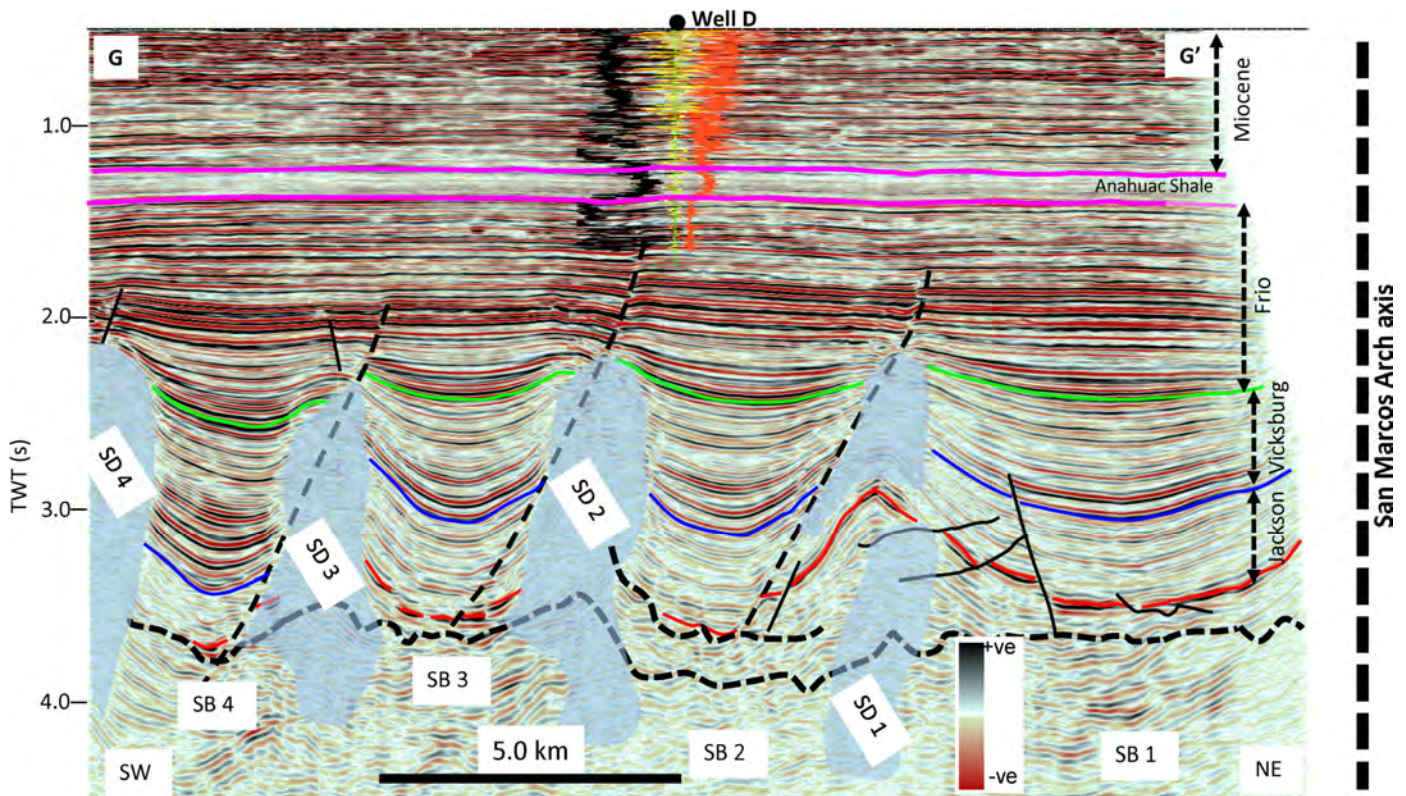 Well D
G
G'
Miocene
1.0
Anahuac Shale
Frio
2.0
San Marcos Arch axis
Vicksburg
TWT (s)
SD 4
SD 3
SD 2
3.0
Jackson
+ve
-ve
SB 4
SB 3
SD 1
4.0
5.0 km
SB 2
SB 1
SW
NE